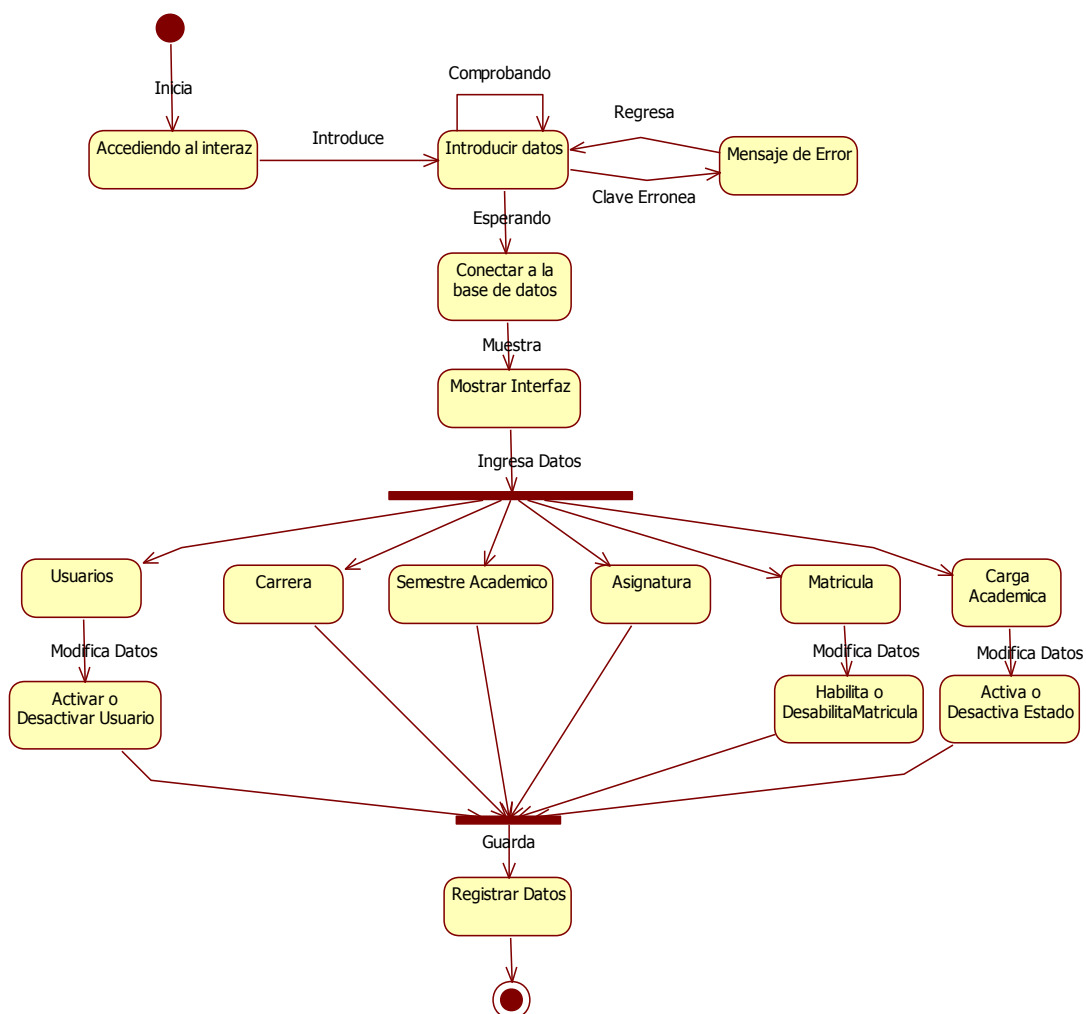 Comprobando
Inicia
Regresa
Accediendo al interaz
Introduce
Introducir datos
Mensaje de Error
Clave Erronea
Esperando
Conectar a la
base de datos
Muestra
Mostrar Interfaz
Ingresa Datos
Usuarios
Carrera
Semestre Academico
Asignatura
Matricula
Carga
Academica
Modifica Datos
Modifica Datos
Modifica Datos
Activar o
Desactivar Usuario
Habilita o
DesabilitaMatricula
Activa o
Desactiva Estado
Guarda
Registrar Datos